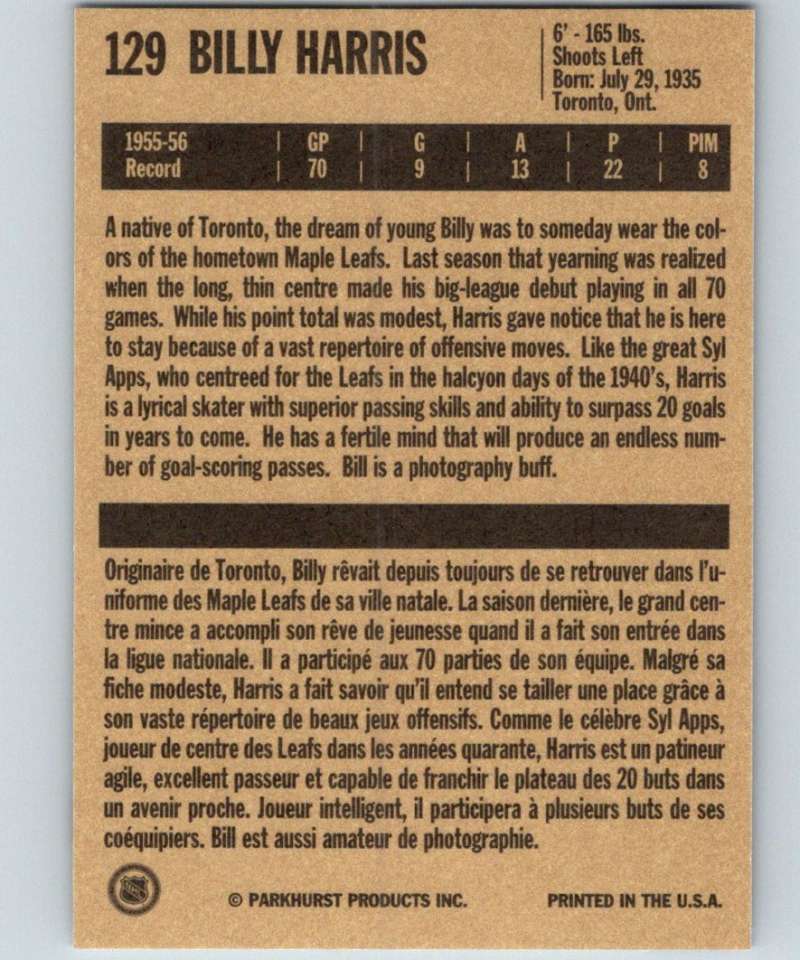 129 BILLY HARRIS
6' - 165 lbs.
Shoots Left
Born: July 29, 1935
Toronto, Ont.
1955-56 | GP | G | A | P | PIM
Record | 70 | 9 | 13 | 22 | 8
A native of Toronto, the dream of young Billy was to someday wear the col-
ors of the hometown Maple Leafs. Last season that yearning was realized
when the long, thin centre made his big-league debut playing in all 70
games. While his point total was modest, Harris gave notice that he is here
to stay because of a vast repertoire of offensive moves. Like the great Syl
Apps, who centreed for the Leafs in the halcyon days of the 1940's, Harris
is a lyrical skater with superior passing skills and ability to surpass 20 goals
in years to come. He has a fertile mind that will produce an endless num-
ber of goal-scoring passes. Bill is a photography buff.
Originaire de Toronto, Billy rêvait depuis toujours de se retrouver dans l'u-
niforme des Maple Leafs de sa ville natale. La saison dernière, le grand cen-
tre mince a accompli son rêve de jeunesse quand il a fait son entrée dans
la ligue nationale. Il a participé aux 70 parties de son équipe. Malgré sa
fiche modeste, Harris a fait savoir qu'il entend se tailler une place grâce à
son vaste répertoire de beaux jeux offensifs. Comme le célèbre Syl Apps,
joueur de centre des Leafs dans les années quarante, Harris est un patineur
agile, excellent passeur et capable de franchir le plateau des 20 buts dans
un avenir proche. Joueur intelligent, il participera à plusieurs buts de ses
coéquipiers. Bill est aussi amateur de photographie.
© PARKHURST PRODUCTS INC.
PRINTED IN THE U.S.A.